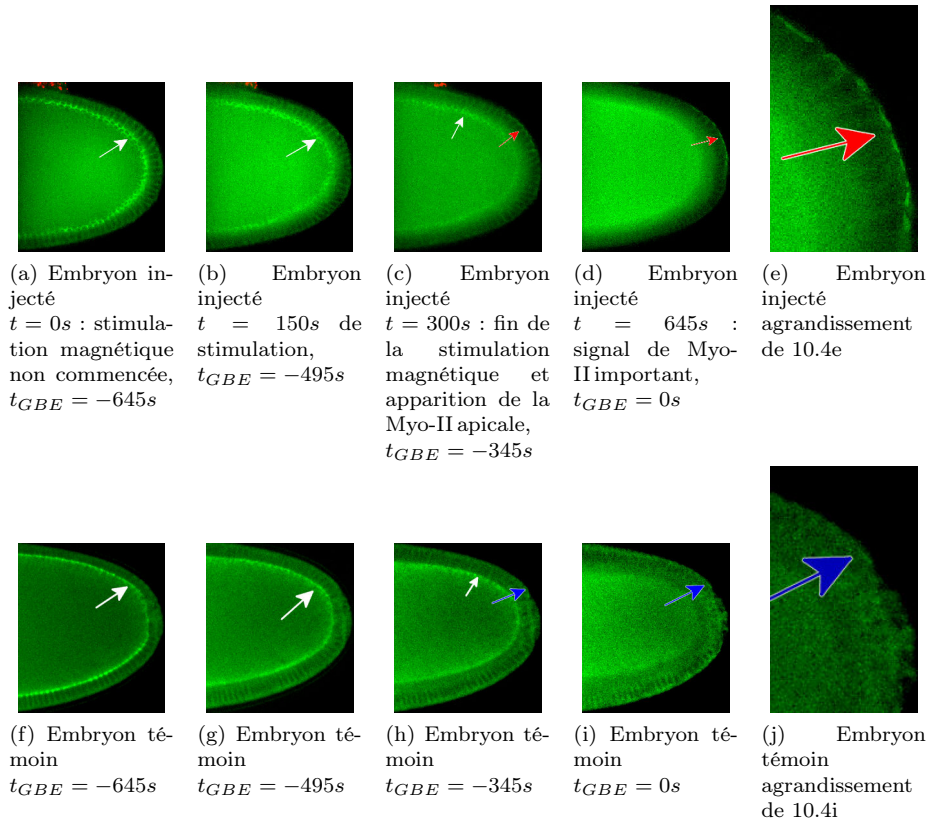 (a) Embryon in-
jecté
t = 0s : stimula-
tion magnétique
non commencée,
t_GBE = −645s
(b) Embryon
injecté
t = 150s de
stimulation,
t_GBE = −495s
(c) Embryon
injecté
t = 300s : fin de
la stimulation
magnétique et
apparition de la
Myo-II apicale,
t_GBE = −345s
(d) Embryon
injecté
t = 645s :
signal de Myo-
II important,
t_GBE = 0s
(e) Embryon
injecté
agrandissement
de 10.4e
(f) Embryon té-
moin
t_GBE = −645s
(g) Embryon té-
moin
t_GBE = −495s
(h) Embryon té-
moin
t_GBE = −345s
(i) Embryon té-
moin
t_GBE = 0s
(j) Embryon
témoin
agrandissement
de 10.4i